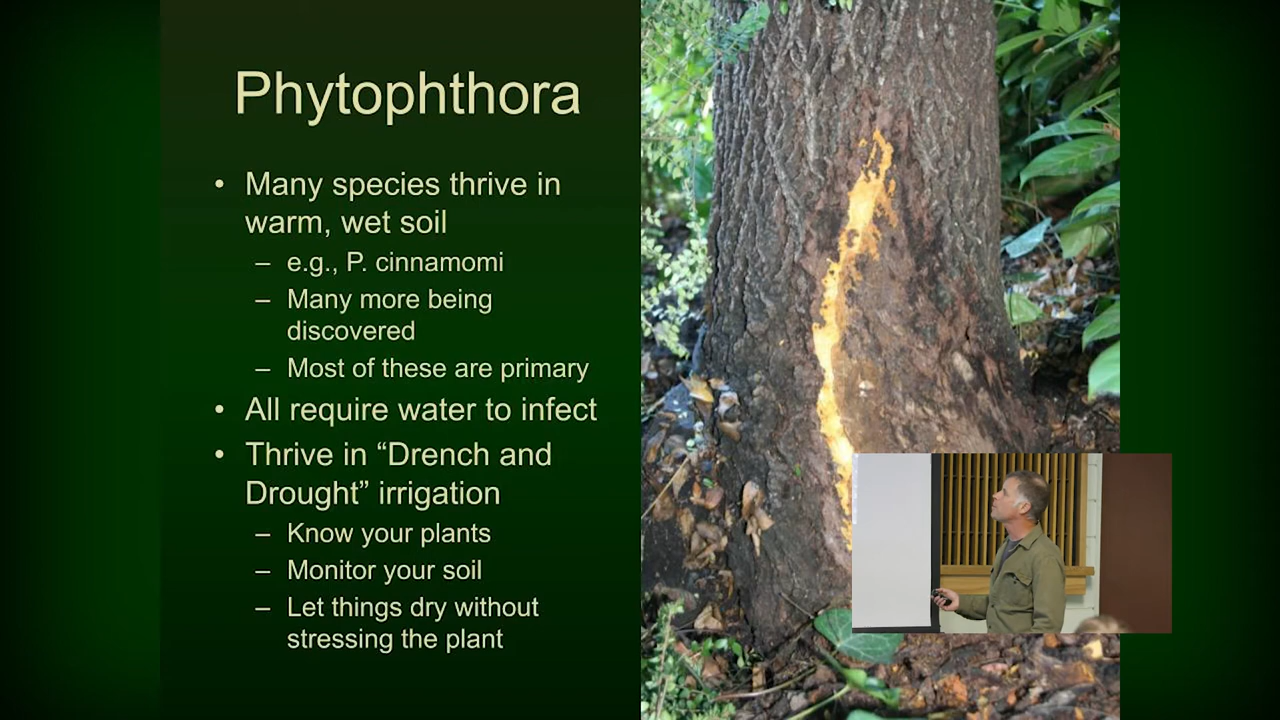 Phytophthora
• Many species thrive in
warm, wet soil
– e.g., P. cinnamomi
– Many more being
discovered
– Most of these are primary
• All require water to infect
• Thrive in “Drench and
Drought” irrigation
– Know your plants
– Monitor your soil
– Let things dry without
stressing the plant